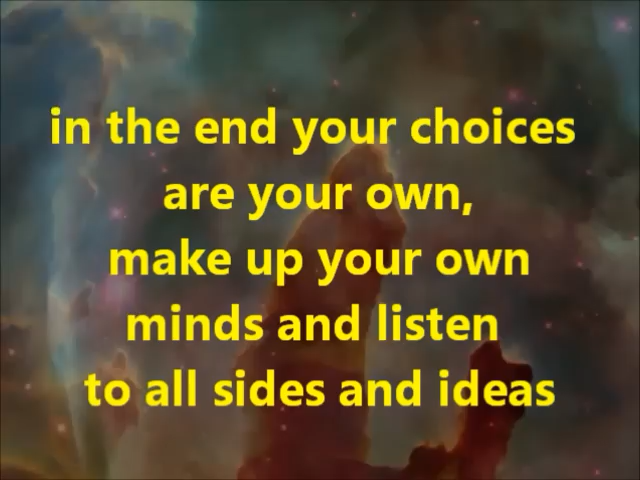 in the end your choices
are your own,
make up your own
minds and listen
to all sides and ideas